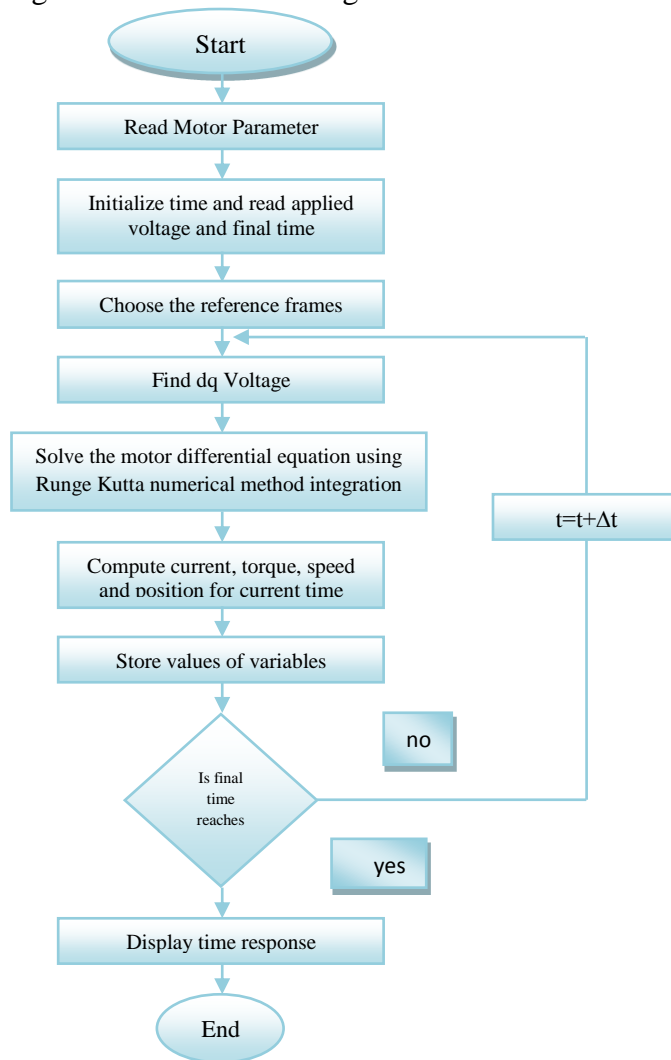 Start
Read Motor Parameter
Initialize time and read applied
voltage and final time
Choose the reference frames
Find dq Voltage
Solve the motor differential equation using
Runge Kutta numerical method integration
t=t+Δt
Compute current, torque, speed
and position for current time
Store values of variables
no
Is final
time
reaches
yes
Display time response
End